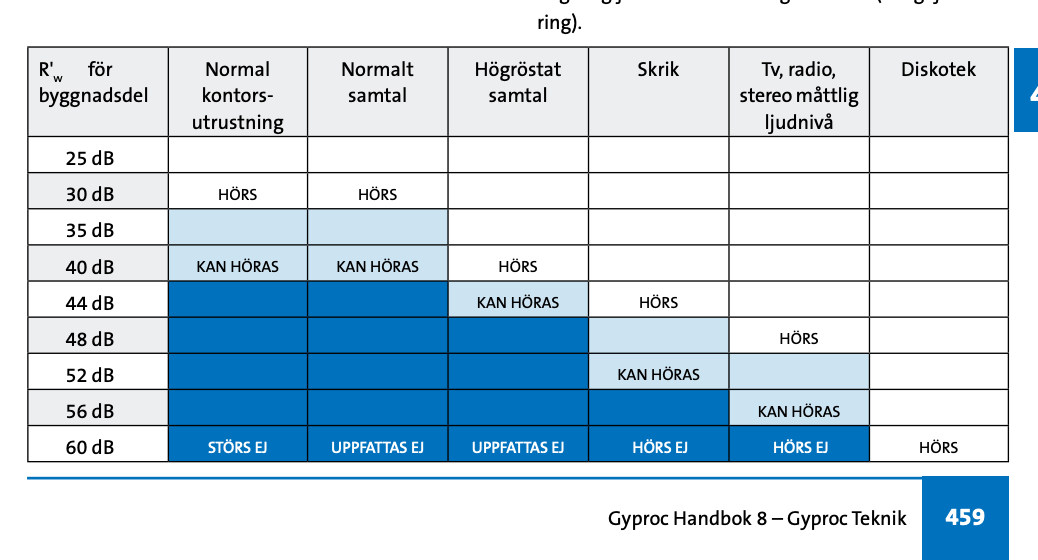 ring).
R'w för byggnadsdel	Normal kontors-utrustning	Normalt samtal	Högröstat samtal	Skrik	Tv, radio, stereo måttlig ljudnivå	Diskotek
25 dB
30 dB	HÖRS	HÖRS
35 dB
40 dB	KAN HÖRAS	KAN HÖRAS	HÖRS
44 dB	KAN HÖRAS	HÖRS
48 dB	HÖRS
52 dB	KAN HÖRAS
56 dB	KAN HÖRAS
60 dB	STÖRS EJ	UPPFATTAS EJ	UPPFATTAS EJ	HÖRS EJ	HÖRS EJ	HÖRS
Gyproc Handbok 8 – Gyproc Teknik	459